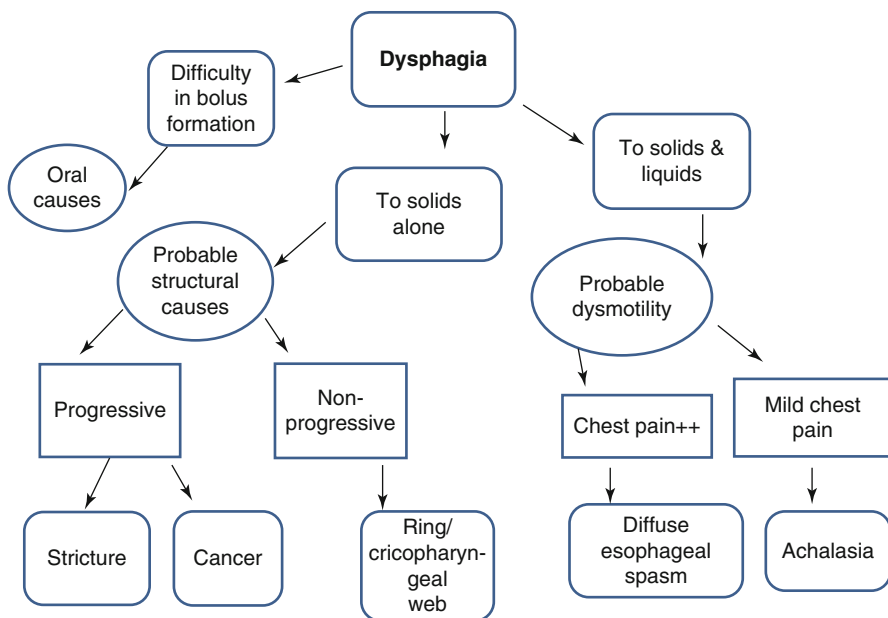 Dysphagia
Difficulty
in bolus
formation
To solids &
liquids
Oral
causes
To solids
alone
Probable
structural
causes
Probable
dysmotility
Progressive
Non-
progressive
Chest pain++
Mild chest
pain
Stricture
Cancer
Ring/
cricopharyn-
geal
web
Diffuse
esophageal
spasm
Achalasia